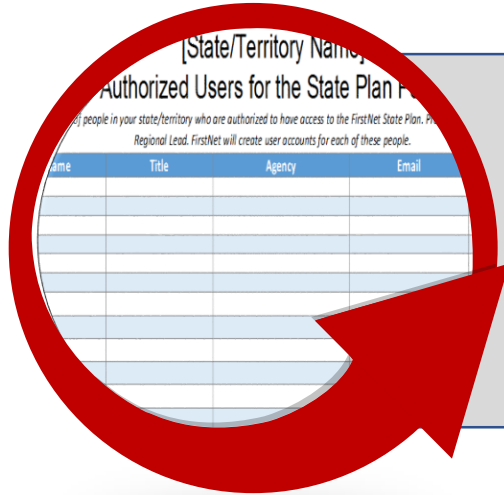 [State/Territory Name]
Authorized Users for the State Plan
of people in your state/territory who are authorized to have access to the FirstNet State Plan.
Regional Lead. FirstNet will create user accounts for each of these people.
Title Agency Email